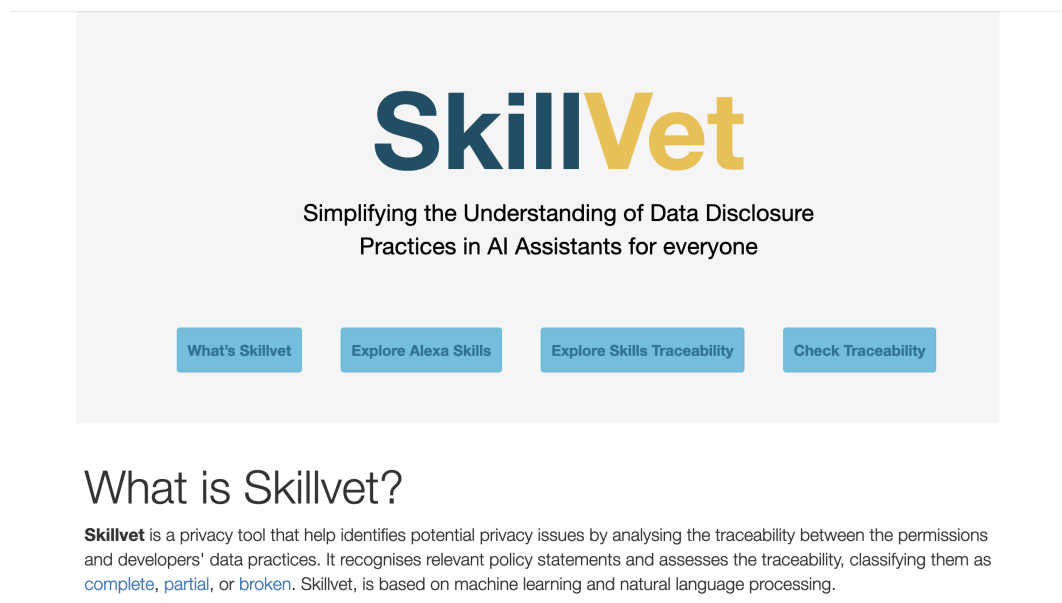 SkillVet
Simplifying the Understanding of Data Disclosure
Practices in AI Assistants for everyone
What's Skillvet
Explore Alexa Skills
Explore Skills Traceability
Check Traceability
What is Skillvet?
Skillvet is a privacy tool that help identifies potential privacy issues by analysing the traceability between the permissions
and developers' data practices. It recognises relevant policy statements and assesses the traceability, classifying them as
complete, partial, or broken. Skillvet, is based on machine learning and natural language processing.